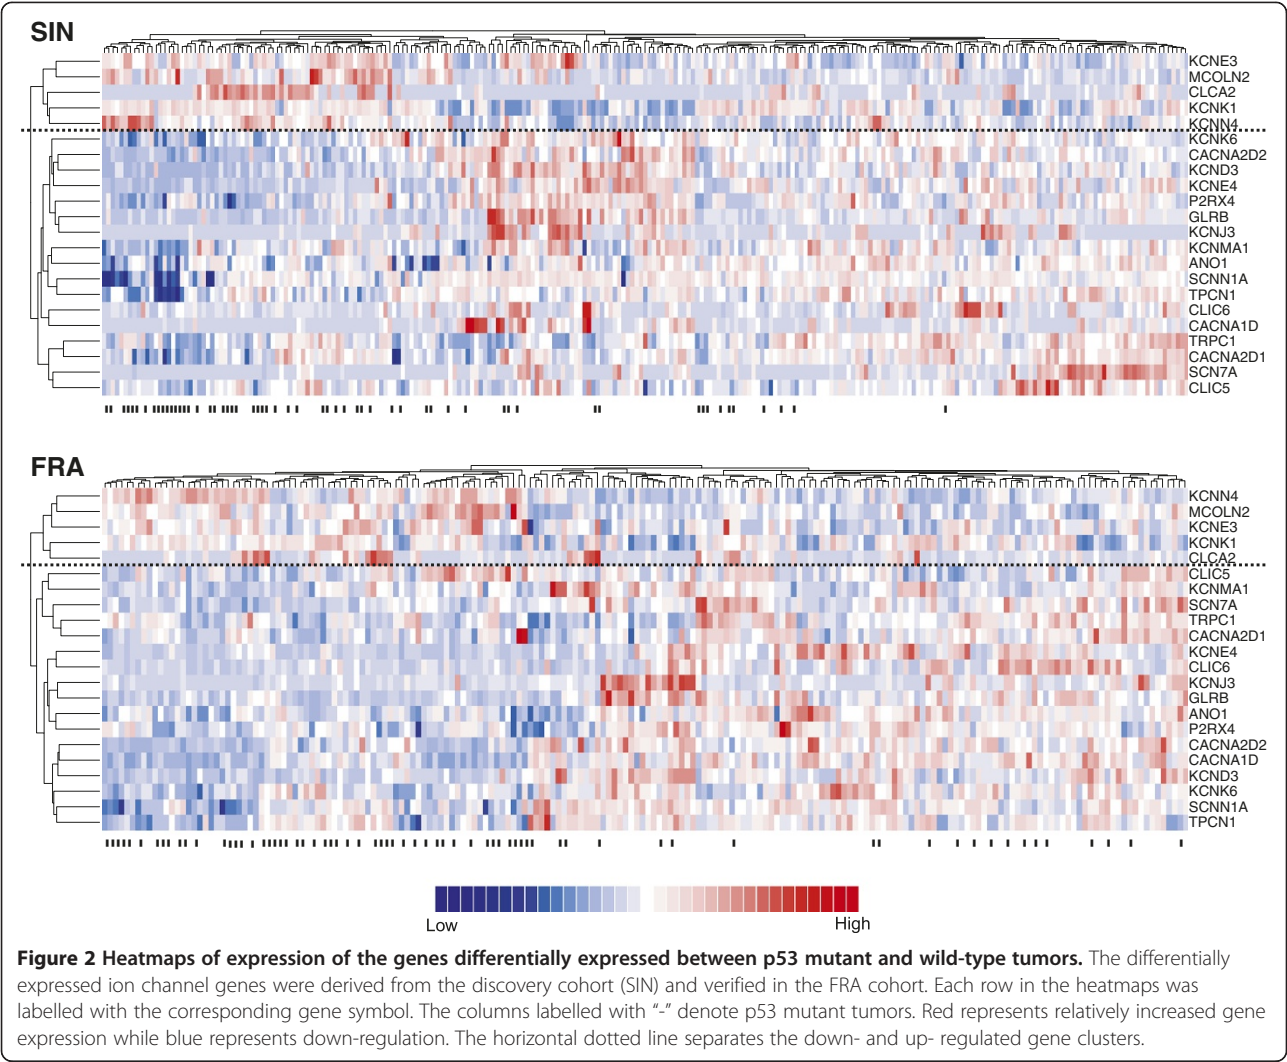 SIN
KCNE3
MCOLN2
CLCA2
KCNK1
KCNN4
KCNK6
CACNA2D2
KCND3
KCNE4
P2RX4
GLRB
KCNJ3
KCNMA1
ANO1
SCNN1A
TPCN1
CLIC6
CACNA1D
TRPC1
CACNA2D1
SCN7A
CLIC5
FRA
KCNN4
MCOLN2
KCNE3
KCNK1
CLCA2
CLIC5
KCNMA1
SCN7A
TRPC1
CACNA2D1
KCNE4
CLIC6
KCNJ3
GLRB
ANO1
P2RX4
CACNA2D2
CACNA1D
KCND3
KCNK6
SCNN1A
TPCN1
Low High
Figure 2 Heatmaps of expression of the genes differentially expressed between p53 mutant and wild-type tumors. The differentially
expressed ion channel genes were derived from the discovery cohort (SIN) and verified in the FRA cohort. Each row in the heatmaps was
labelled with the corresponding gene symbol. The columns labelled with “-” denote p53 mutant tumors. Red represents relatively increased gene
expression while blue represents down-regulation. The horizontal dotted line separates the down- and up- regulated gene clusters.